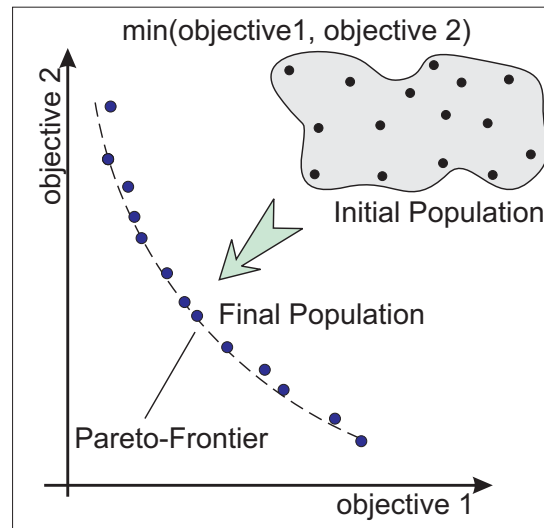 min(objective1, objective 2)
objective 2
Initial Population
Final Population
Pareto-Frontier
objective 1